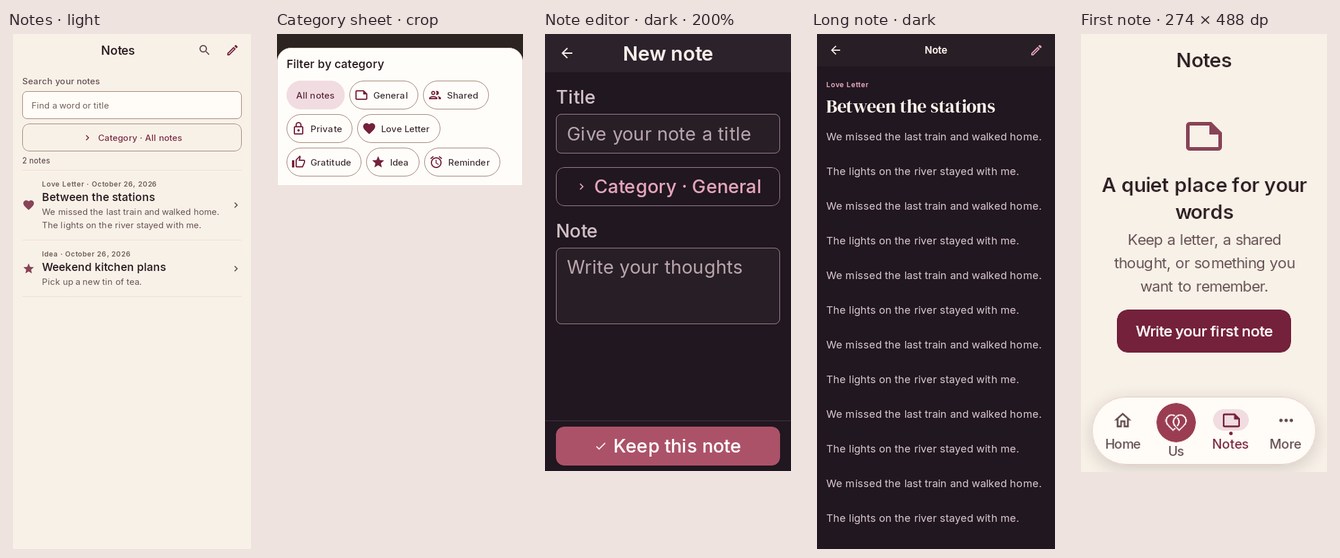 Notes · light
Notes
Search your notes
Find a word or title
Category · All notes
2 notes
Love Letter · October 26, 2026
Between the stations
We missed the last train and walked home.
The lights on the river stayed with me.
Idea · October 26, 2026
Weekend kitchen plans
Pick up a new tin of tea.
Category sheet · crop
Filter by category
All notes
General
Shared
Private
Love Letter
Gratitude
Idea
Reminder
Note editor · dark · 200%
New note
Title
Give your note a title
Category · General
Note
Write your thoughts
Keep this note
Long note · dark
Note
Love Letter
Between the stations
We missed the last train and walked home.
The lights on the river stayed with me.
We missed the last train and walked home.
The lights on the river stayed with me.
We missed the last train and walked home.
The lights on the river stayed with me.
We missed the last train and walked home.
The lights on the river stayed with me.
We missed the last train and walked home.
The lights on the river stayed with me.
We missed the last train and walked home.
The lights on the river stayed with me.
First note · 274 × 488 dp
Notes
A quiet place for your
words
Keep a letter, a shared
thought, or something you
want to remember.
Write your first note
Home
Us
Notes
More